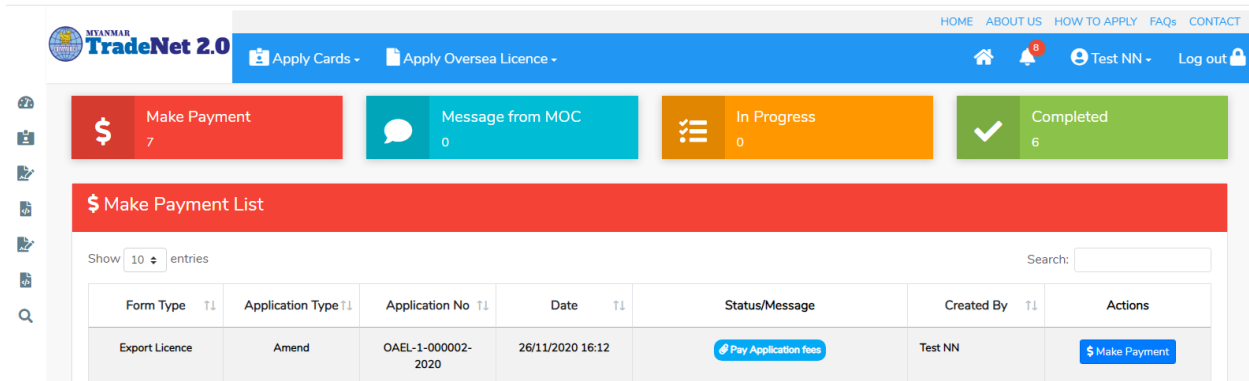 HOME ABOUT US HOW TO APPLY FAQs CONTACT
MYANMAR
TradeNet 2.0
Apply Cards
Apply Oversea Licence
8
Test NN
Log out
Make Payment
7
Message from MOC
0
In Progress
0
Completed
6
$ Make Payment List
Show 10 entries
Search:
Form Type Application Type Application No Date Status/Message Created By Actions
Export Licence Amend OAEL-1-000002-2020 26/11/2020 16:12 Pay Application fees Test NN $ Make Payment